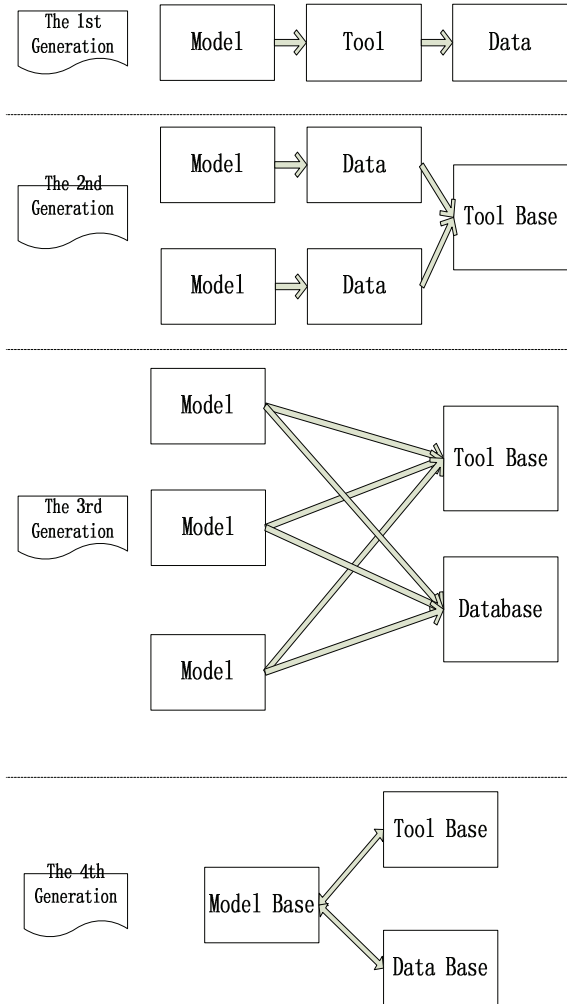 The 1st
Generation
Model
Tool
Data
The 2nd
Generation
Model
Data
Model
Data
Tool Base
The 3rd
Generation
Model
Model
Model
Tool Base
Database
The 4th
Generation
Model Base
Tool Base
Data Base